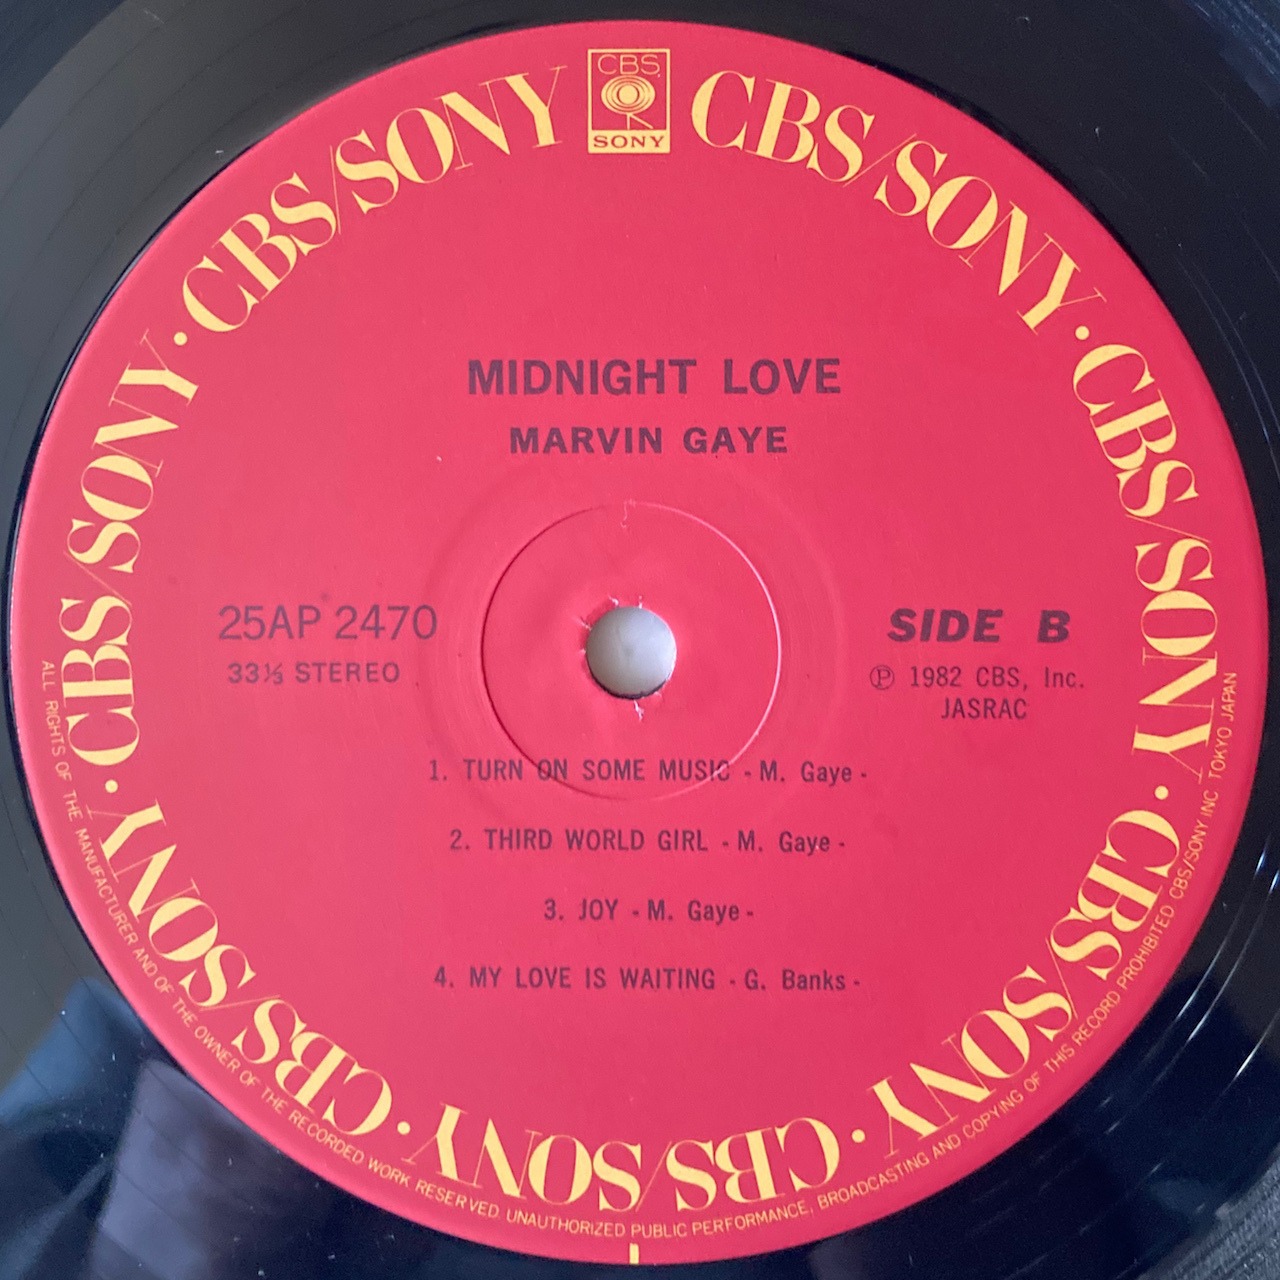 CBS
SONY
CBS/SONY · CBS/SONY · CBS/SONY · CBS/SONY · CBS/SONY · CBS/SONY · CBS/SONY
MIDNIGHT LOVE
MARVIN GAYE
25AP 2470
33⅓ STEREO
SIDE B
℗ 1982 CBS, Inc.
JASRAC
1. TURN ON SOME MUSIC - M. Gaye -
2. THIRD WORLD GIRL - M. Gaye -
3. JOY - M. Gaye -
4. MY LOVE IS WAITING - G. Banks -
ALL RIGHTS OF THE MANUFACTURER AND OF THE OWNER OF THE RECORDED WORK RESERVED. UNAUTHORIZED PUBLIC PERFORMANCE, BROADCASTING AND COPYING OF THIS RECORD PROHIBITED CBS/SONY INC. TOKYO JAPAN